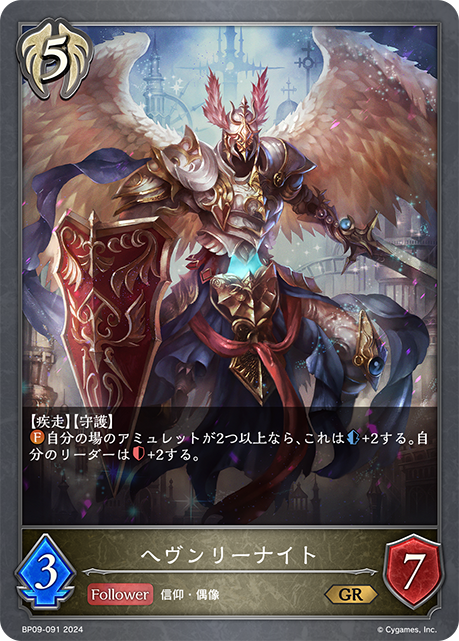 5
【疾走】【守護】
F自分の場のアミュレットが2つ以上なら、これは+2する。自
分のリーダーは+2する。
ヘヴンリーナイト
3
Follower 信仰・偶像
GR
7
BP09-091 2024
© Cygames, Inc.